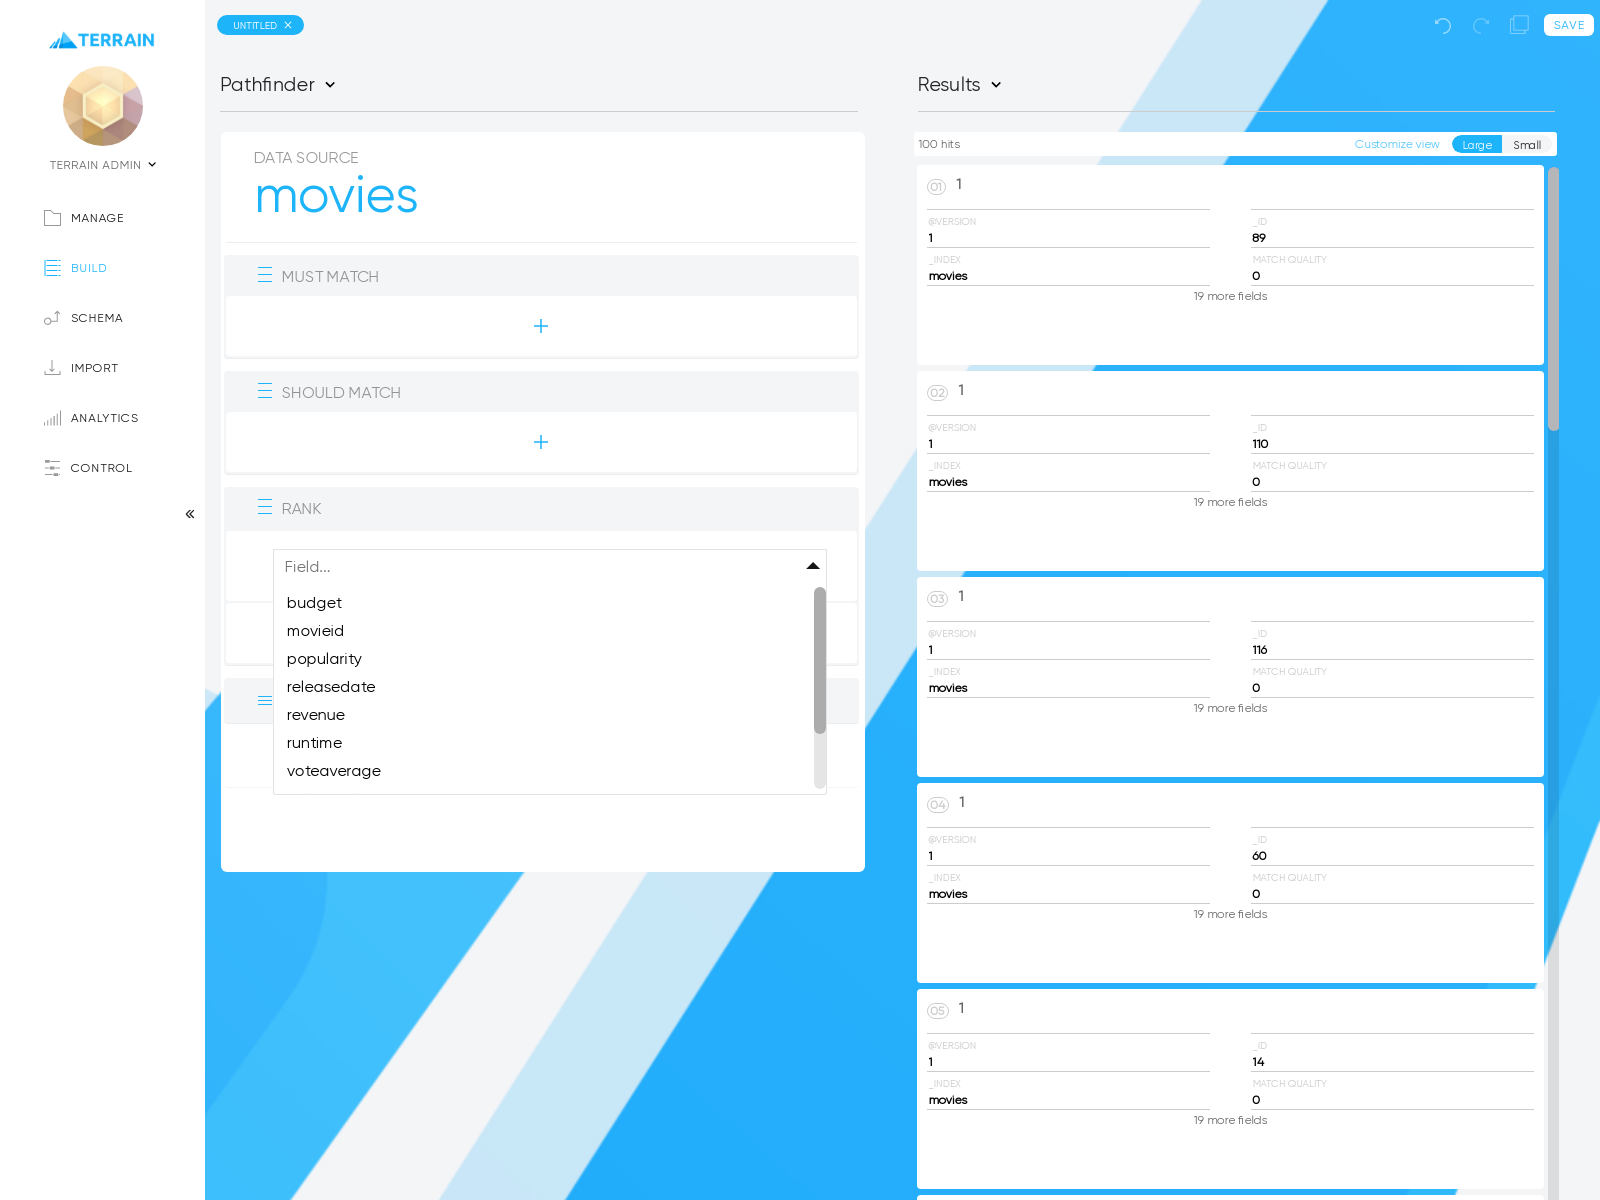 TERRAIN
TERRAIN ADMIN
MANAGE
BUILD
SCHEMA
IMPORT
ANALYTICS
CONTROL
UNTITLED
SAVE
Pathfinder
DATA SOURCE
movies
MUST MATCH
+
SHOULD MATCH
+
RANK
Field...
budget
movieid
popularity
releasedate
revenue
runtime
voteaverage
Results
100 hits
Customize view
Large
Small
01 1
@VERSION
1
_ID
89
_INDEX
movies
MATCH QUALITY
0
19 more fields
02 1
@VERSION
1
_ID
110
_INDEX
movies
MATCH QUALITY
0
19 more fields
03 1
@VERSION
1
_ID
116
_INDEX
movies
MATCH QUALITY
0
19 more fields
04 1
@VERSION
1
_ID
60
_INDEX
movies
MATCH QUALITY
0
19 more fields
05 1
@VERSION
1
_ID
14
_INDEX
movies
MATCH QUALITY
0
19 more fields